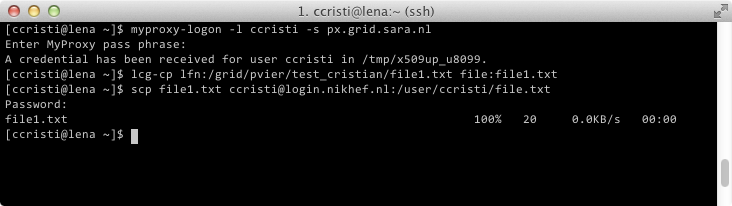 1. ccristi@lena:~ (ssh)
[ccristi@lena ~]$ myproxy-logon -l ccristi -s px.grid.sara.nl
Enter MyProxy pass phrase:
A credential has been received for user ccristi in /tmp/x509up_u8099.
[ccristi@lena ~]$ lcg-cp lfn:/grid/pvier/test_cristian/file1.txt file:file1.txt
[ccristi@lena ~]$ scp file1.txt ccristi@login.nikhef.nl:/user/ccristi/file.txt
Password:
file1.txt 100% 20 0.0KB/s 00:00
[ccristi@lena ~]$